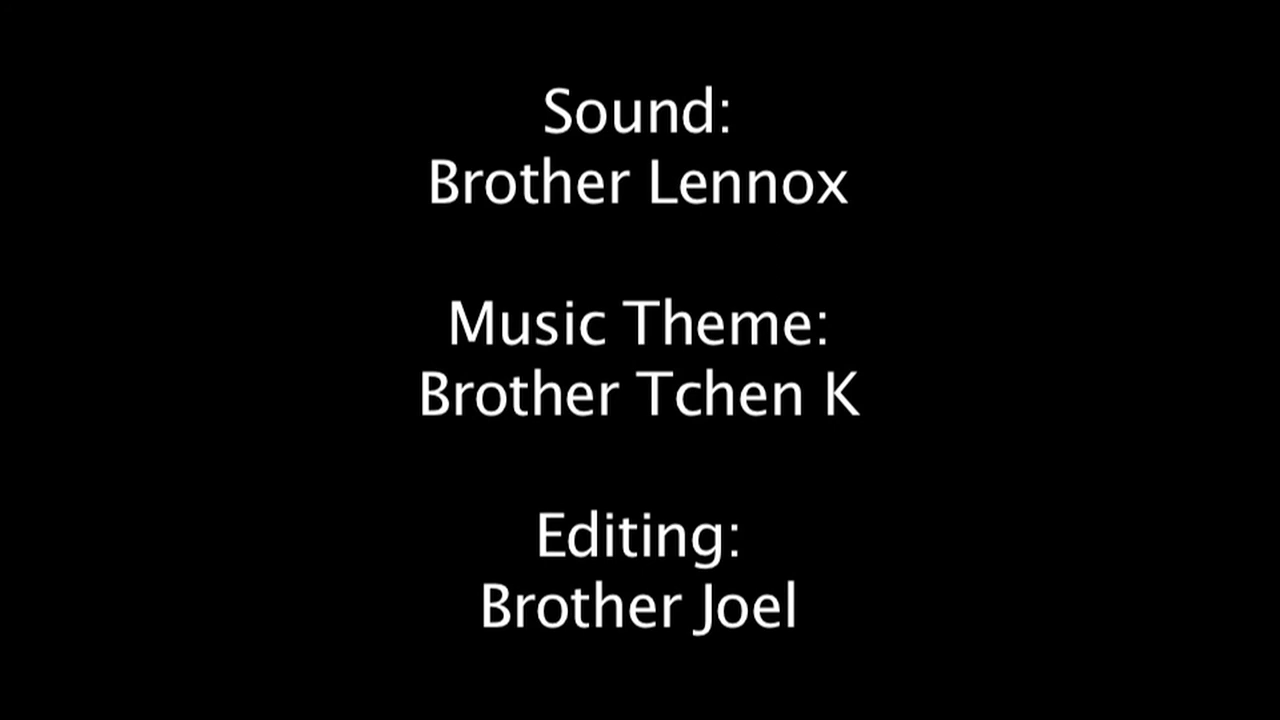 Sound:
Brother Lennox
Music Theme:
Brother Tchen K
Editing:
Brother Joel